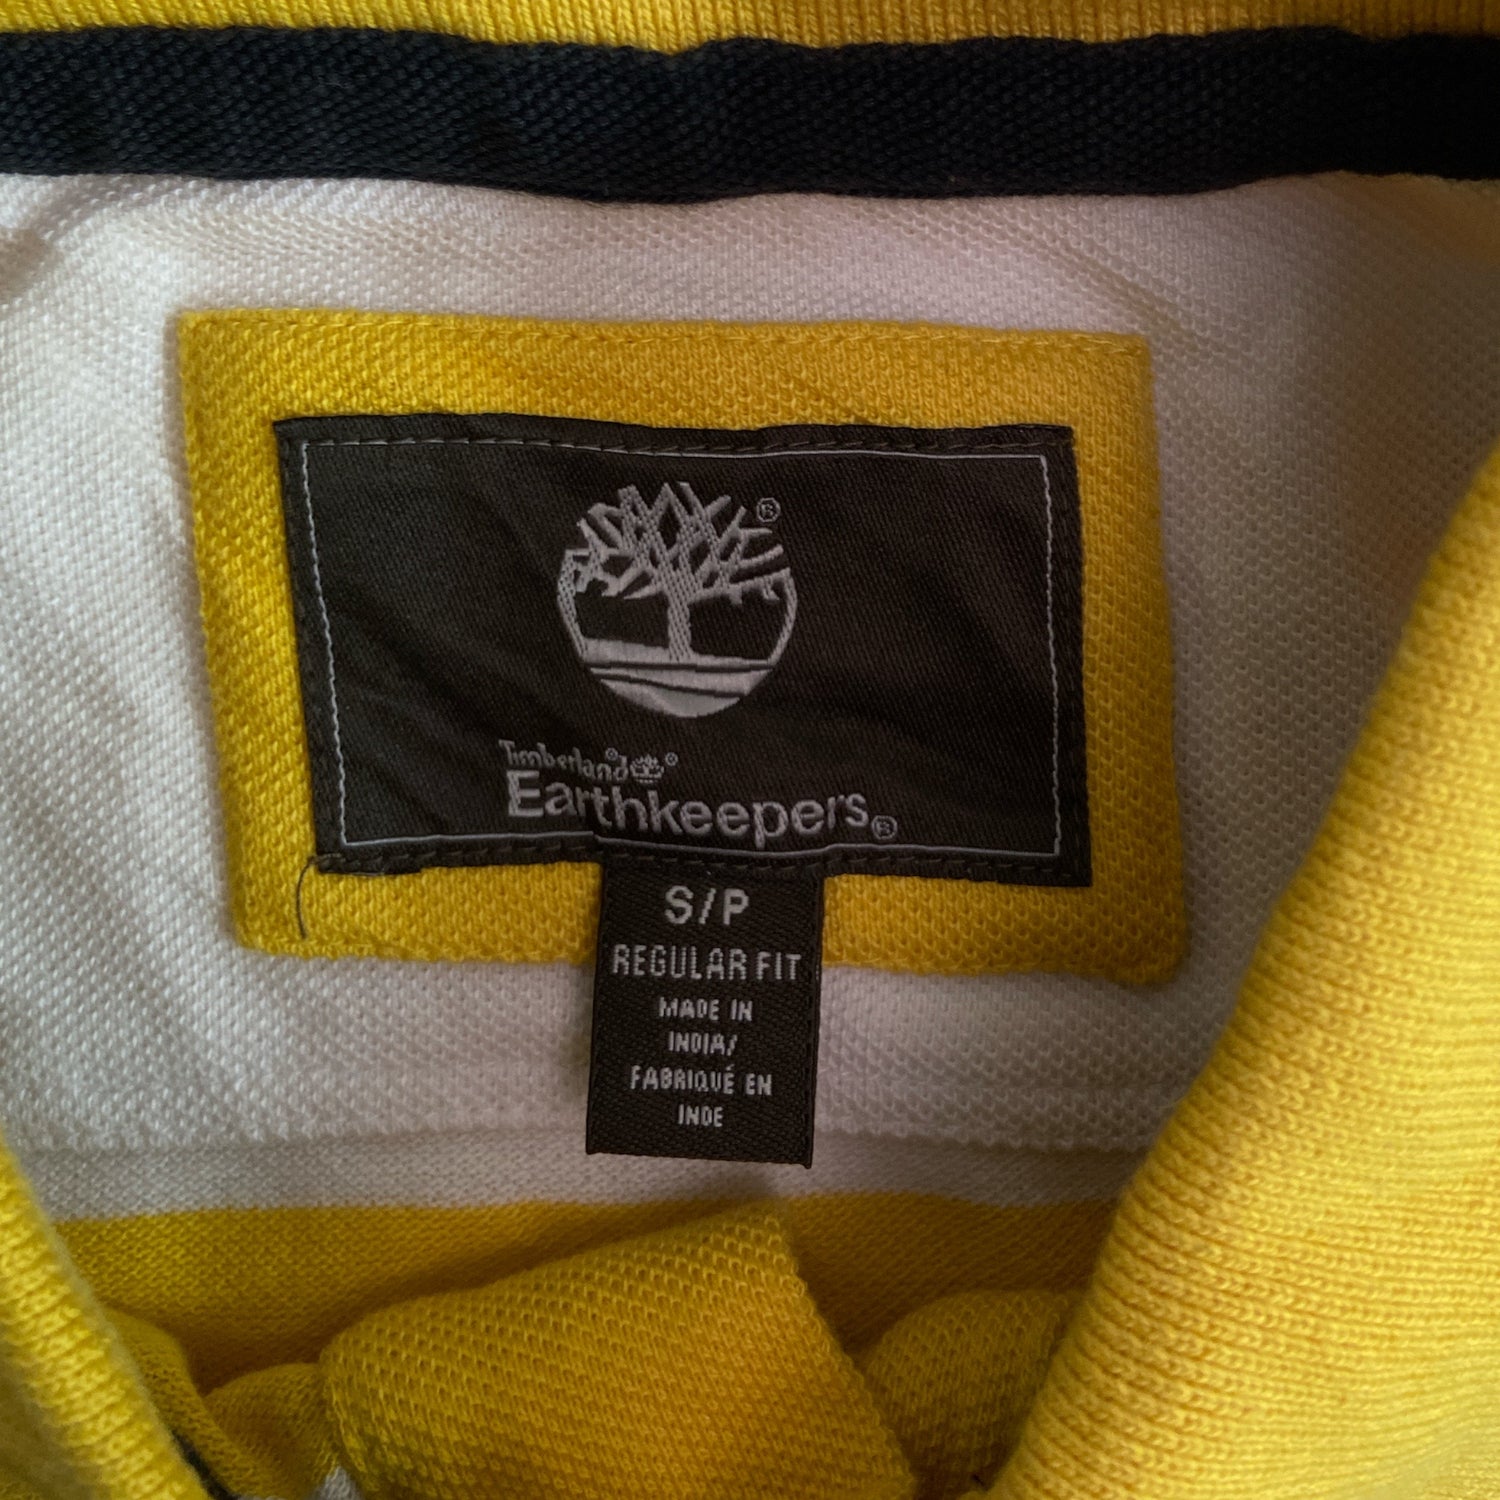 ®
Timberland®®
Earthkeepers®
S/P
REGULAR FIT
MADE IN
INDIA/
FABRIQUÉ EN
INDE